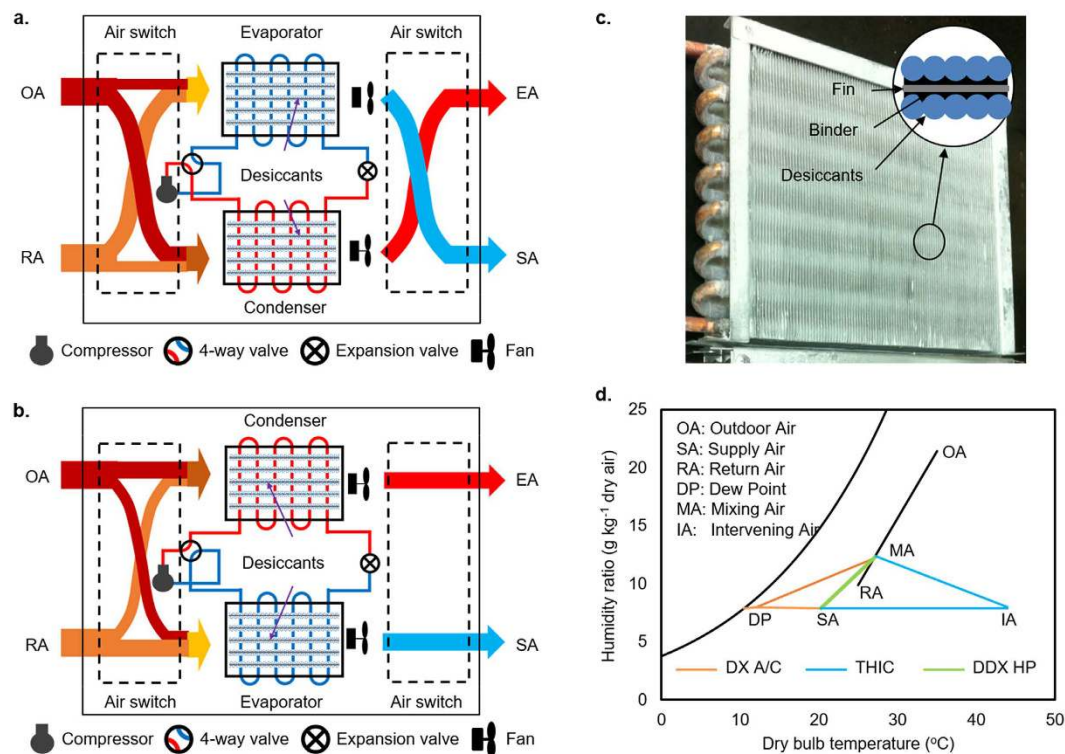 a.
Air switch
Evaporator
Air switch
OA
EA
Desiccants
RA
SA
Condenser
Compressor
4-way valve
Expansion valve
Fan
b.
Condenser
OA
EA
Desiccants
RA
SA
Air switch
Evaporator
Air switch
Compressor
4-way valve
Expansion valve
Fan
c.
Fin
Binder
Desiccants
d.
25
20
15
10
5
0
Humidity ratio (g kg⁻¹ dry air)
OA: Outdoor Air
SA: Supply Air
RA: Return Air
DP: Dew Point
MA: Mixing Air
IA: Intervening Air
OA
MA
RA
DP
SA
IA
DX A/C
THIC
DDX HP
0
10
20
30
40
50
Dry bulb temperature (ºC)